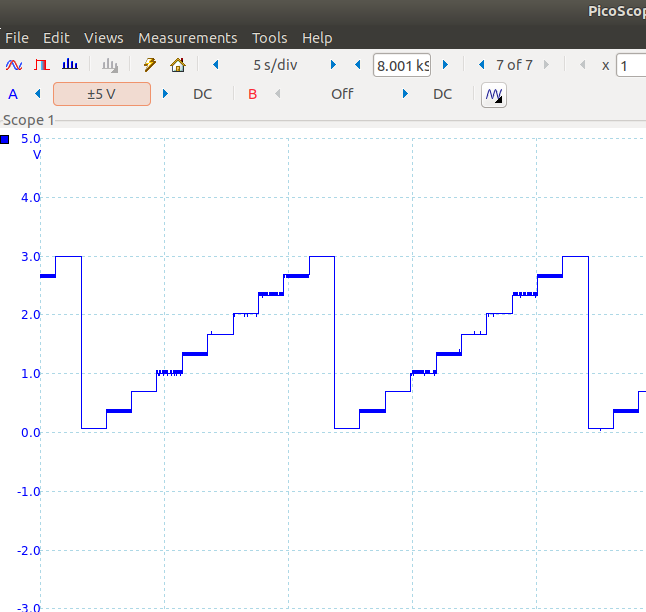 PicoScop
File Edit Views Measurements Tools Help
5 s/div 8.001 kS 7 of 7 x 1
A ±5 V DC B Off DC
Scope 1
5.0
V
4.0
3.0
2.0
1.0
0.0
-1.0
-2.0
-3.0